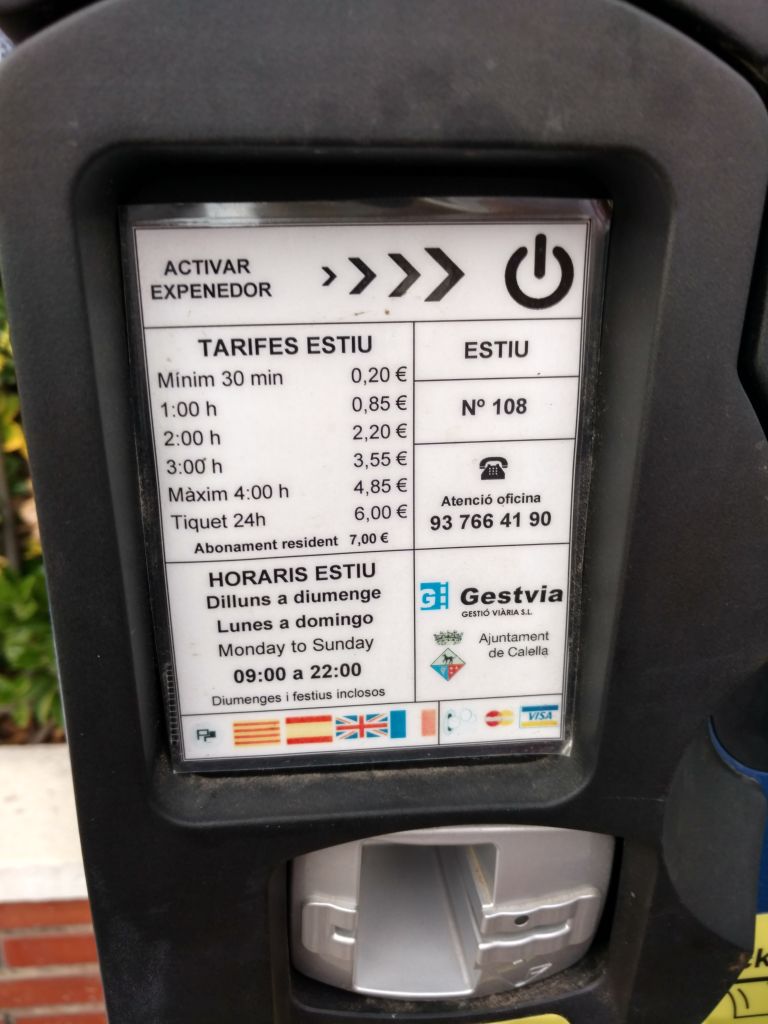 ACTIVAR
EXPENEDOR
TARIFES ESTIU
Mínim 30 min 0,20 €
1:00 h 0,85 €
2:00 h 2,20 €
3:00 h 3,55 €
Màxim 4:00 h 4,85 €
Tiquet 24h 6,00 €
Abonament resident 7,00 €
ESTIU
Nº 108
Atenció oficina
93 766 41 90
HORARIS ESTIU
Dilluns a diumenge
Lunes a domingo
Monday to Sunday
09:00 a 22:00
Diumenges i festius inclosos
G
Gestvia
GESTIÓ VIÀRIA S.L.
Ajuntament
de Calella
VISA